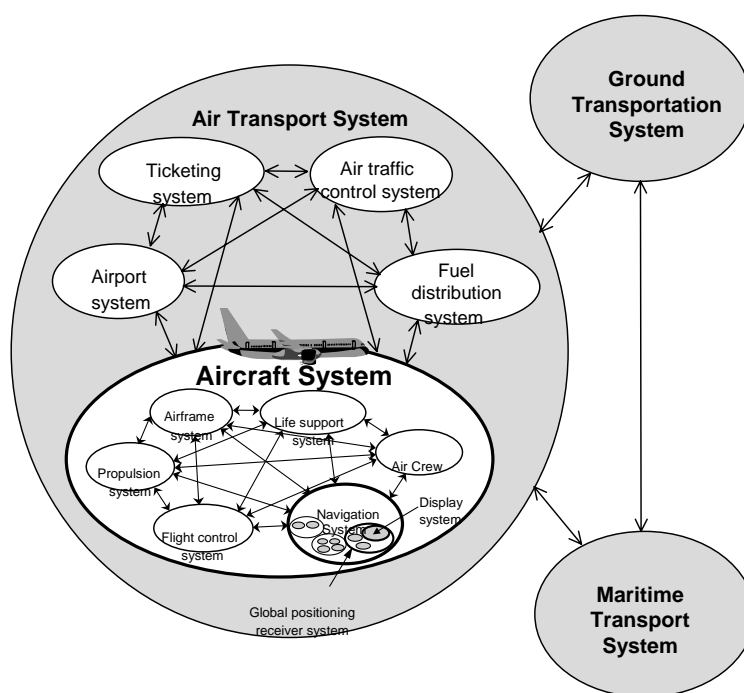 Ground
Transportation
System
Air Transport System
Ticketing
system
Air traffic
control system
Airport
system
Fuel
distribution
system
Aircraft System
Airframe
system
Life support
system
Propulsion
system
Air Crew
Flight control
system
Navigation
System
Display
system
Global positioning
receiver system
Maritime
Transport
System